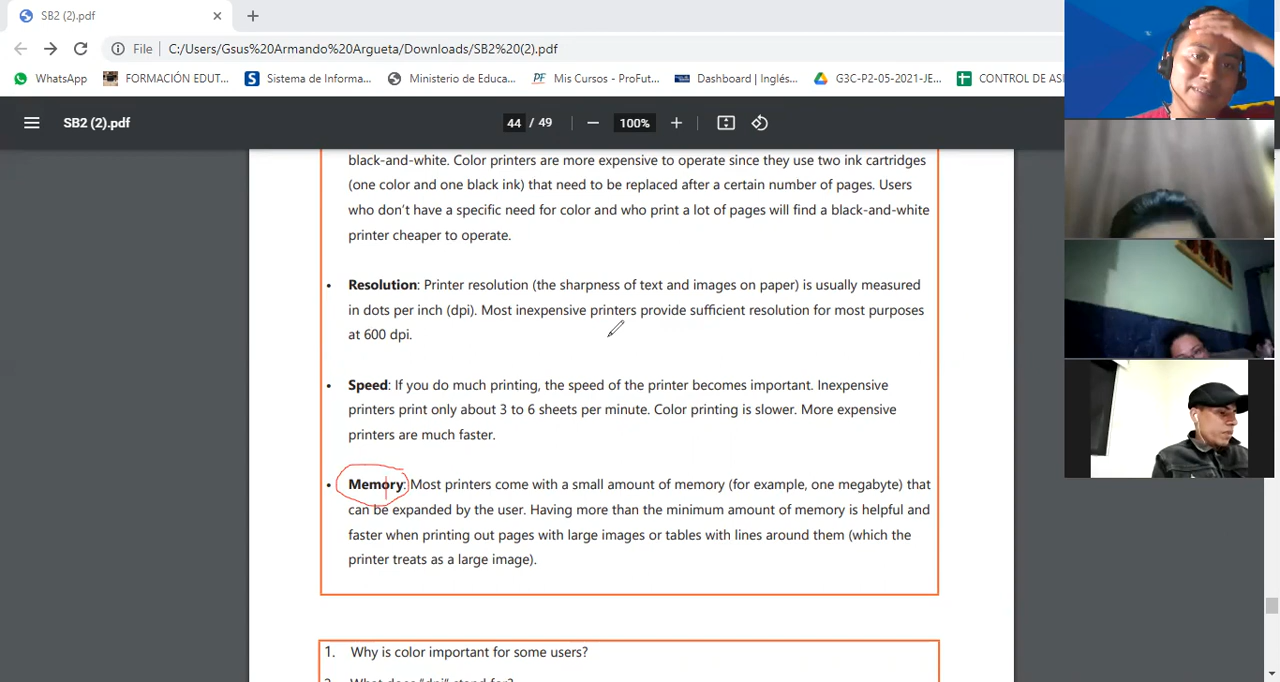 SB2 (2).pdf
File
C:/Users/Gsus%20Armando%20Argueta/Downloads/SB2%20(2).pdf
WhatsApp
FORMACIÓN EDUT...
S
Sistema de Informa...
Ministerio de Educa...
PF
Mis Cursos - ProFut...
Dashboard | Inglés...
G3C-P2-05-2021-JE...
CONTROL DE ASI
SB2 (2).pdf
44 / 49
100%
black-and-white. Color printers are more expensive to operate since they use two ink cartridges
(one color and one black ink) that need to be replaced after a certain number of pages. Users
who don’t have a specific need for color and who print a lot of pages will find a black-and-white
printer cheaper to operate.
• Resolution: Printer resolution (the sharpness of text and images on paper) is usually measured
in dots per inch (dpi). Most inexpensive printers provide sufficient resolution for most purposes
at 600 dpi.
• Speed: If you do much printing, the speed of the printer becomes important. Inexpensive
printers print only about 3 to 6 sheets per minute. Color printing is slower. More expensive
printers are much faster.
• Memory: Most printers come with a small amount of memory (for example, one megabyte) that
can be expanded by the user. Having more than the minimum amount of memory is helpful and
faster when printing out pages with large images or tables with lines around them (which the
printer treats as a large image).
1. Why is color important for some users?
2. What does “dpi” stand for?